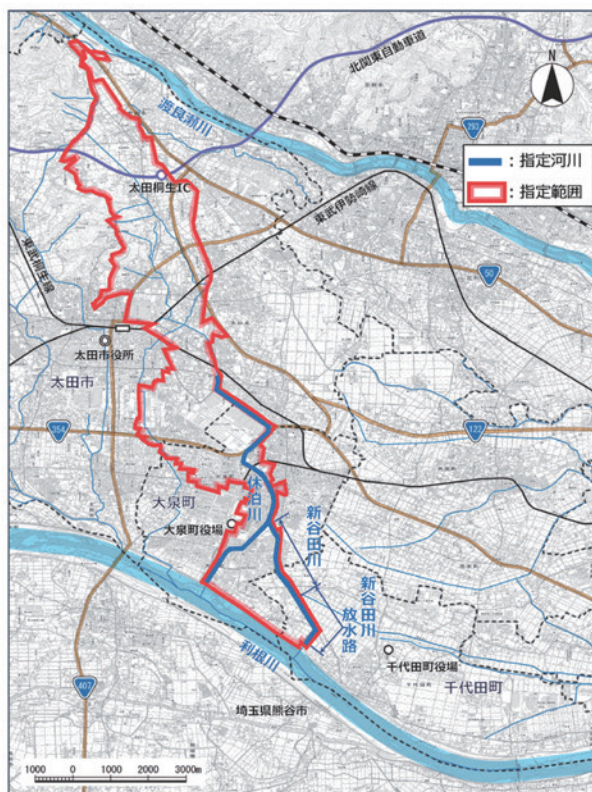 北関東自動車道
渡良瀬川
293
：指定河川
：指定範囲
太田桐生IC
東武伊勢崎線
東武桐生線
50
太田市役所
太田市
354
122
大泉町
休泊川
大泉町役場
新谷田川
新谷田川
放水路
利根川
千代田町役場
千代田町
407
埼玉県熊谷市
1000 0 1000 2000 3000m